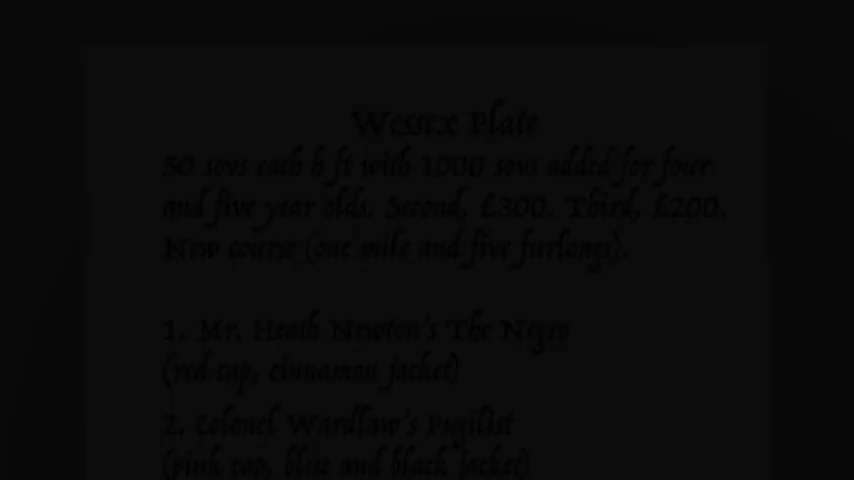 Wessex Plate
50 sovs each h ft with 1000 sovs added for four
and five year olds. Second, £300. Third, £200.
New course (one mile and five furlongs).
1. Mr. Heath Newton's The Negro
(red cap, cinnamon jacket)
2. Colonel Wardlaw's Pugilist
(pink cap, blue and black jacket)